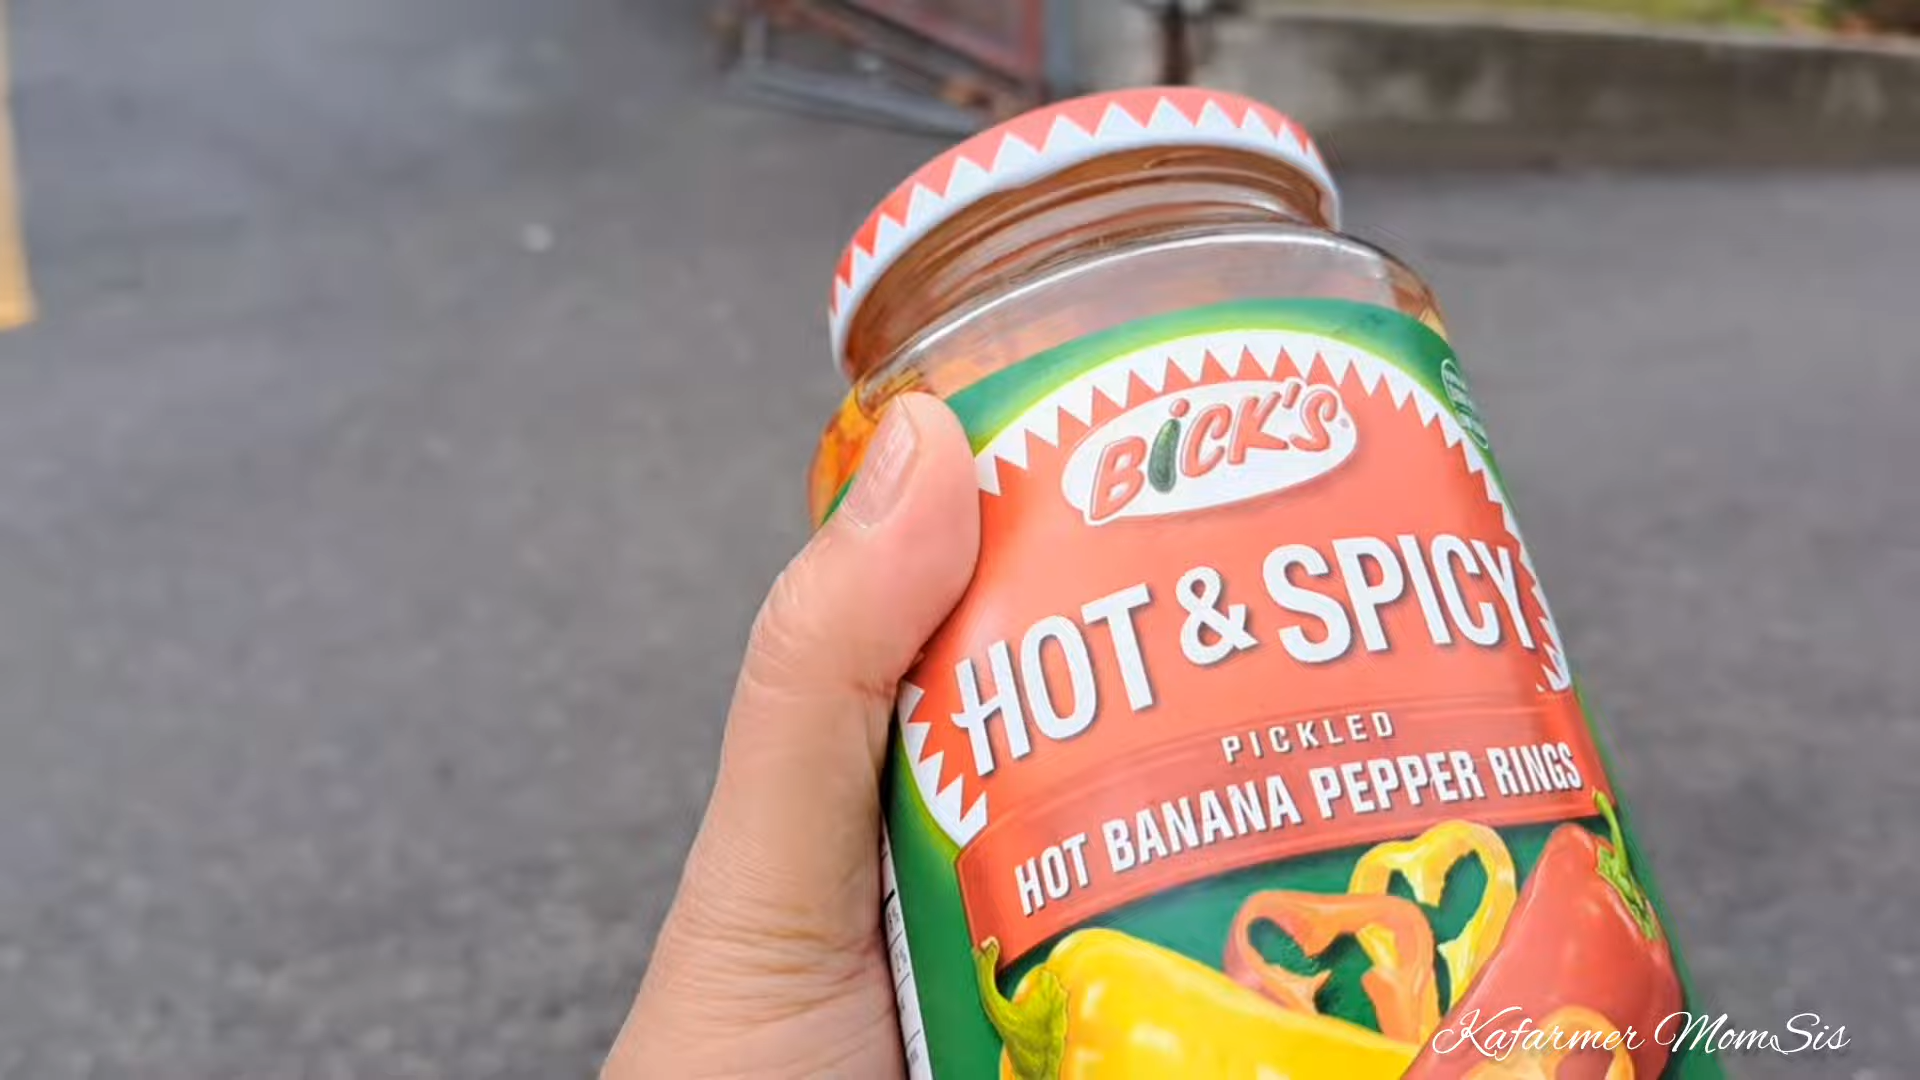 BiCK'S
HOT & SPICY
PICKLED
HOT BANANA PEPPER RINGS
Kafarmer MomSis